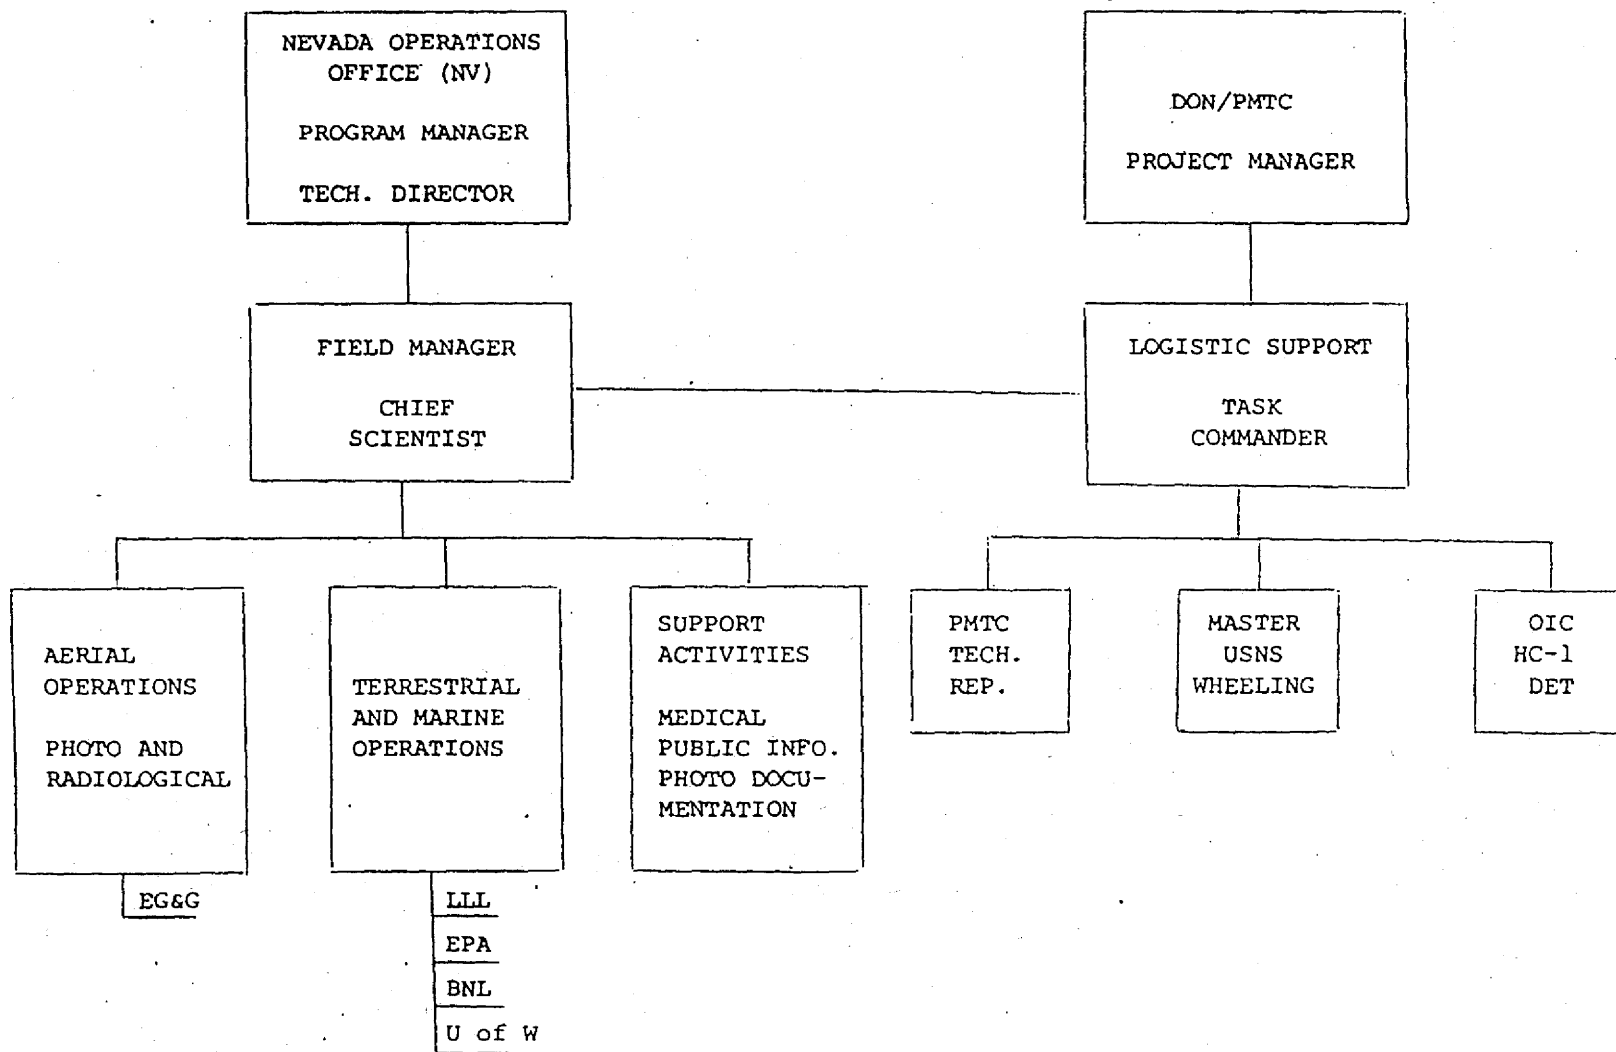 NEVADA OPERATIONS
OFFICE (NV)
PROGRAM MANAGER
TECH. DIRECTOR
DON/PMTC
PROJECT MANAGER
FIELD MANAGER
CHIEF
SCIENTIST
LOGISTIC SUPPORT
TASK
COMMANDER
AERIAL
OPERATIONS
PHOTO AND
RADIOLOGICAL
TERRESTRIAL
AND MARINE
OPERATIONS
SUPPORT
ACTIVITIES
MEDICAL
PUBLIC INFO.
PHOTO DOCU-
MENTATION
PMTC
TECH.
REP.
MASTER
USNS
WHEELING
OIC
HC-1
DET
EG&G
LLL
EPA
BNL
U of W